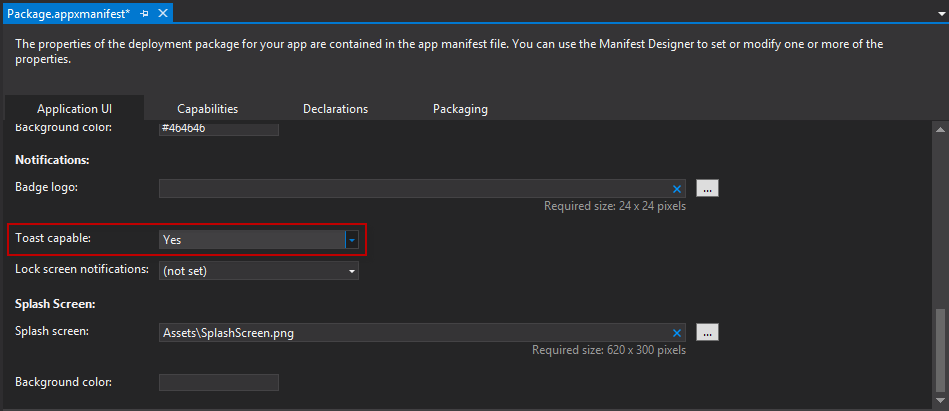 Package.appxmanifest*
The properties of the deployment package for your app are contained in the app manifest file. You can use the Manifest Designer to set or modify one or more of the
properties.
Application UI Capabilities Declarations Packaging
Background color: #464646
Notifications:
Badge logo: ...
Required size: 24 x 24 pixels
Toast capable: Yes
Lock screen notifications: (not set)
Splash Screen:
Splash screen: Assets\SplashScreen.png ...
Required size: 620 x 300 pixels
Background color: